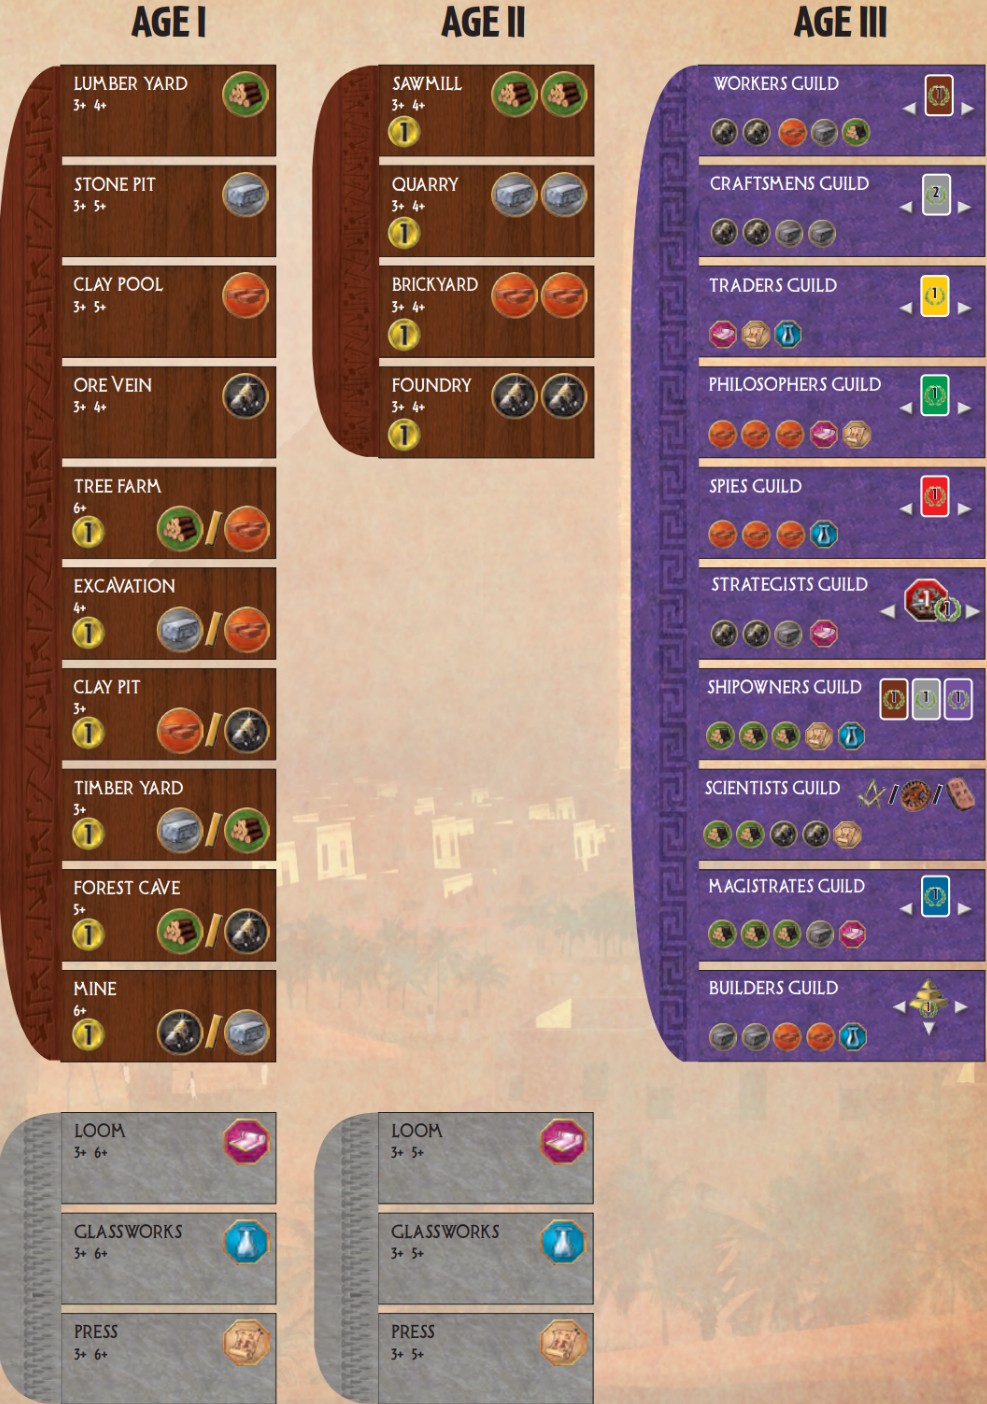 AGE I
LUMBER YARD
3+ 4+
STONE PIT
3+ 5+
CLAY POOL
3+ 5+
ORE VEIN
3+ 4+
TREE FARM
6+
1
EXCAVATION
4+
1
CLAY PIT
3+
1
TIMBER YARD
3+
1
FOREST CAVE
5+
1
MINE
6+
1
LOOM
3+ 6+
GLASSWORKS
3+ 6+
PRESS
3+ 6+
AGE II
SAWMILL
3+ 4+
1
QUARRY
3+ 4+
1
BRICKYARD
3+ 4+
1
FOUNDRY
3+ 4+
1
LOOM
3+ 5+
GLASSWORKS
3+ 5+
PRESS
3+ 5+
AGE III
WORKERS GUILD
1
CRAFTSMENS GUILD
2
TRADERS GUILD
1
PHILOSOPHERS GUILD
1
SPIES GUILD
1
STRATEGISTS GUILD
-1 1
SHIPOWNERS GUILD
1 1 1
SCIENTISTS GUILD
/ /
MAGISTRATES GUILD
1
BUILDERS GUILD
1